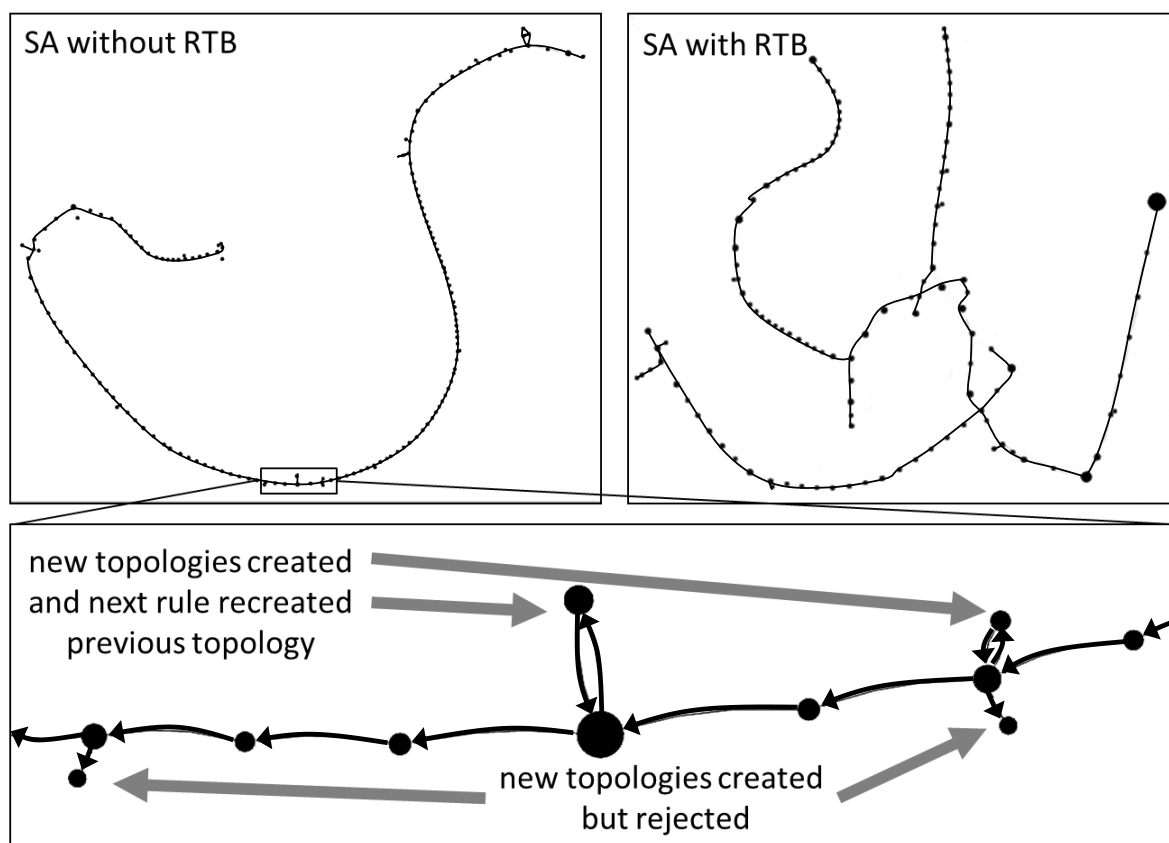 SA without RTB
SA with RTB
new topologies created
and next rule recreated
previous topology
new topologies created
but rejected